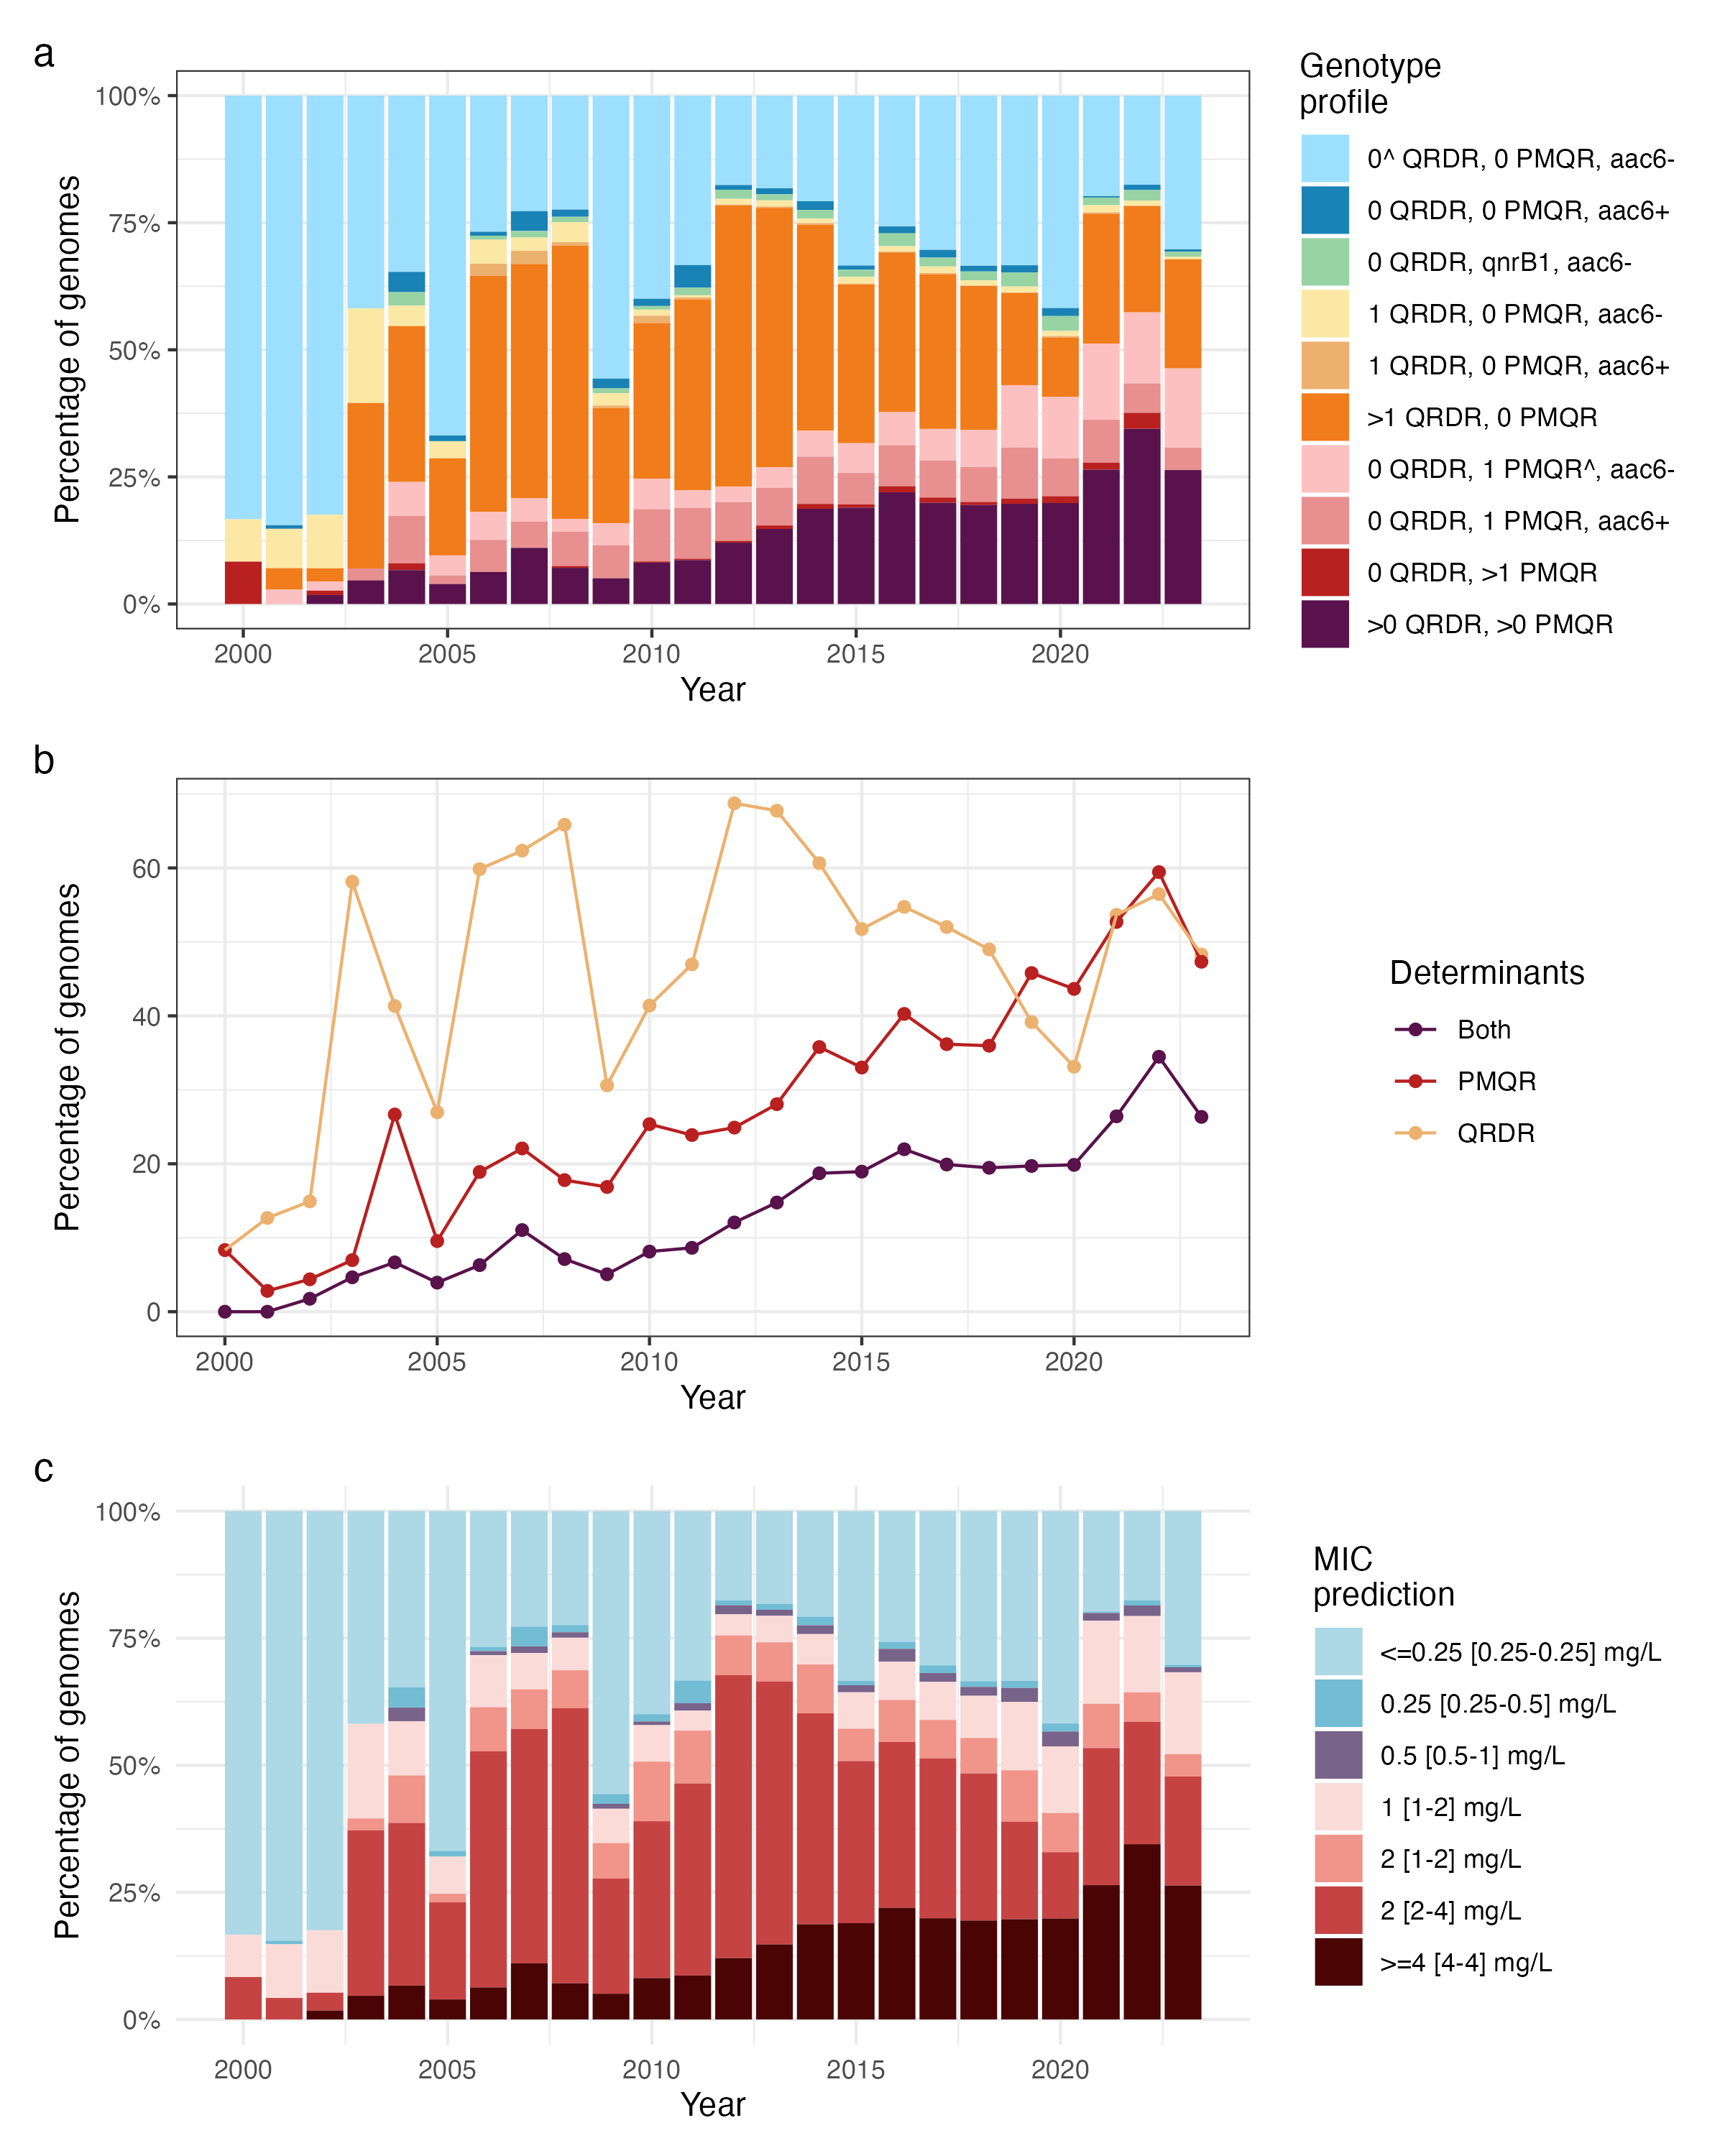 a
Percentage of genomes
100%
75%
50%
25%
0%
2000 2005 2010 2015 2020
Year
Genotype
profile
0^ QRDR, 0 PMQR, aac6-
0 QRDR, 0 PMQR, aac6+
0 QRDR, qnrB1, aac6-
1 QRDR, 0 PMQR, aac6-
1 QRDR, 0 PMQR, aac6+
>1 QRDR, 0 PMQR
0 QRDR, 1 PMQR^, aac6-
0 QRDR, 1 PMQR, aac6+
0 QRDR, >1 PMQR
>0 QRDR, >0 PMQR
b
Percentage of genomes
60
40
20
0
2000 2005 2010 2015 2020
Year
Determinants
Both
PMQR
QRDR
c
Percentage of genomes
100%
75%
50%
25%
0%
2000 2005 2010 2015 2020
Year
MIC
prediction
<=0.25 [0.25-0.25] mg/L
0.25 [0.25-0.5] mg/L
0.5 [0.5-1] mg/L
1 [1-2] mg/L
2 [1-2] mg/L
2 [2-4] mg/L
>=4 [4-4] mg/L